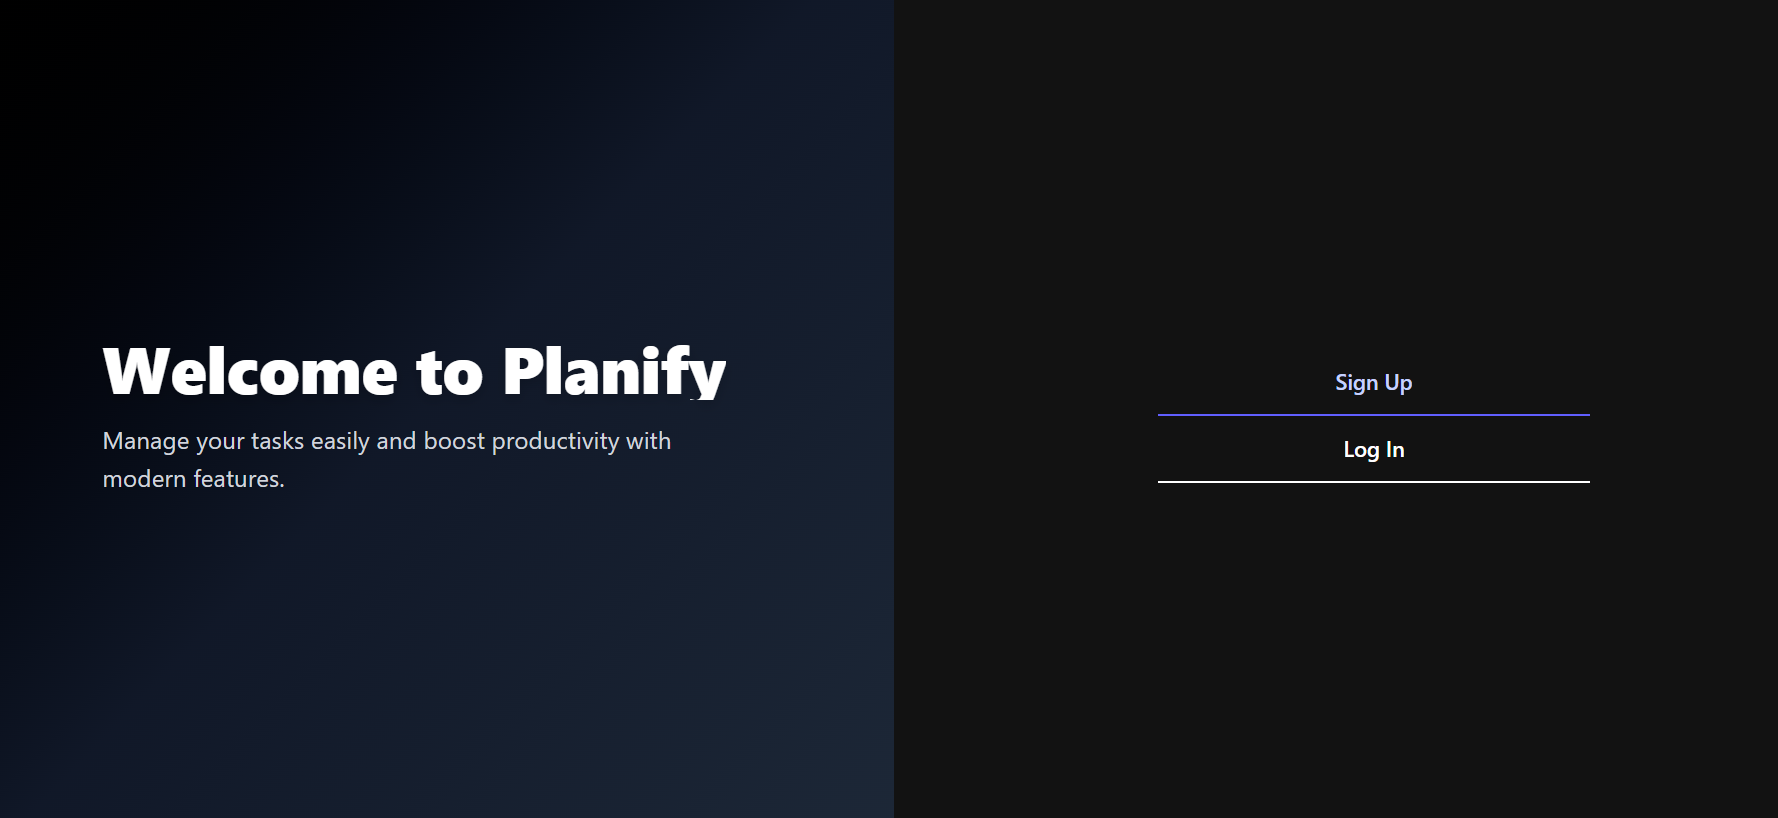 Welcome to Planify
Manage your tasks easily and boost productivity with
modern features.
Sign Up
Log In